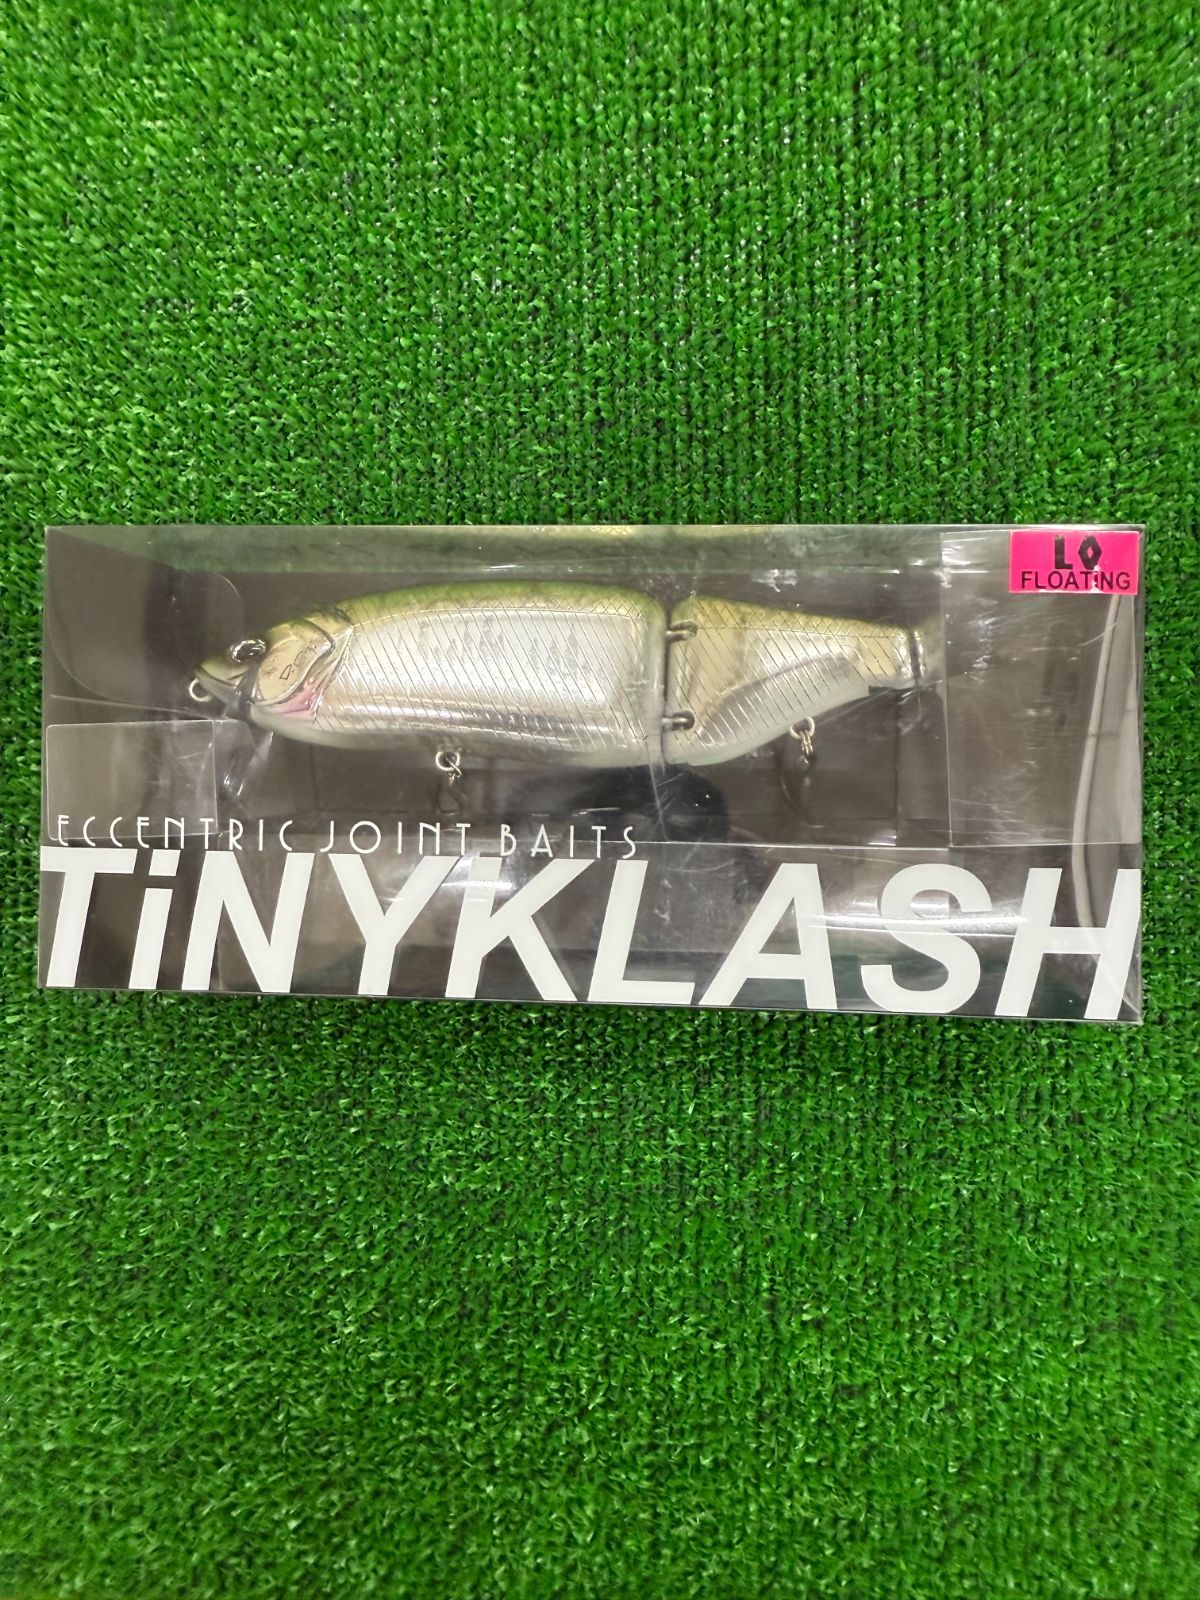 LO
FLOATiNG
ECCENTRIC JOINT BAITS
TiNYKLASH